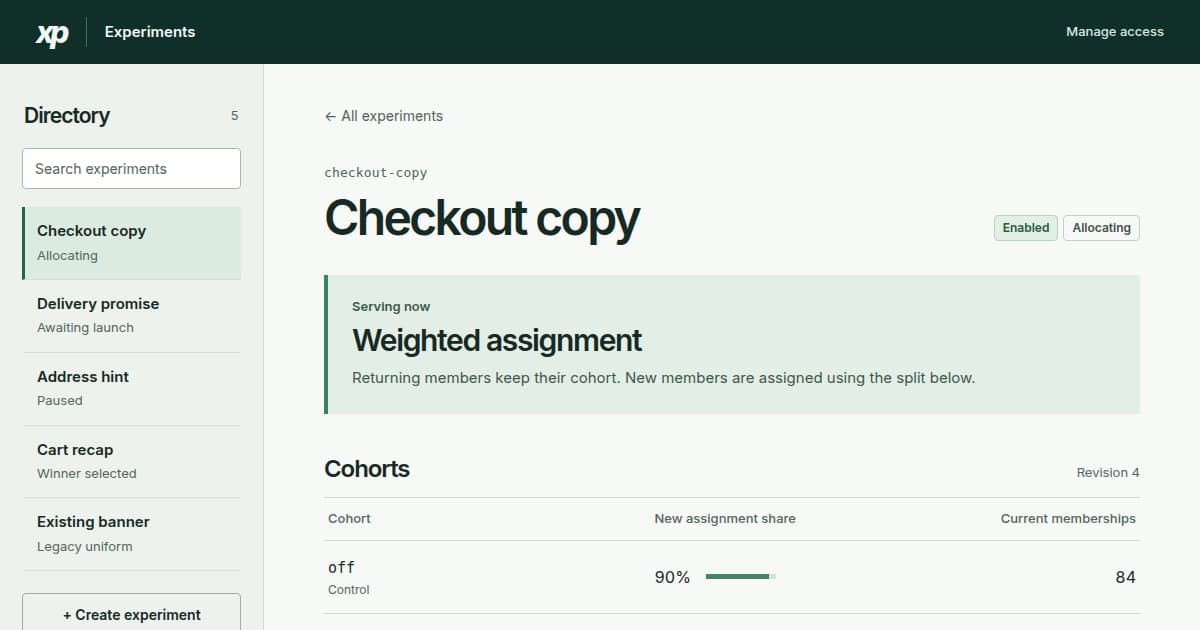 xp
Experiments
Manage access
Directory
5
Search experiments
Checkout copy
Allocating
Delivery promise
Awaiting launch
Address hint
Paused
Cart recap
Winner selected
Existing banner
Legacy uniform
+ Create experiment
← All experiments
checkout-copy
Checkout copy
Enabled
Allocating
Serving now
Weighted assignment
Returning members keep their cohort. New members are assigned using the split below.
Cohorts
Revision 4
Cohort
New assignment share
Current memberships
off
Control
90%
84